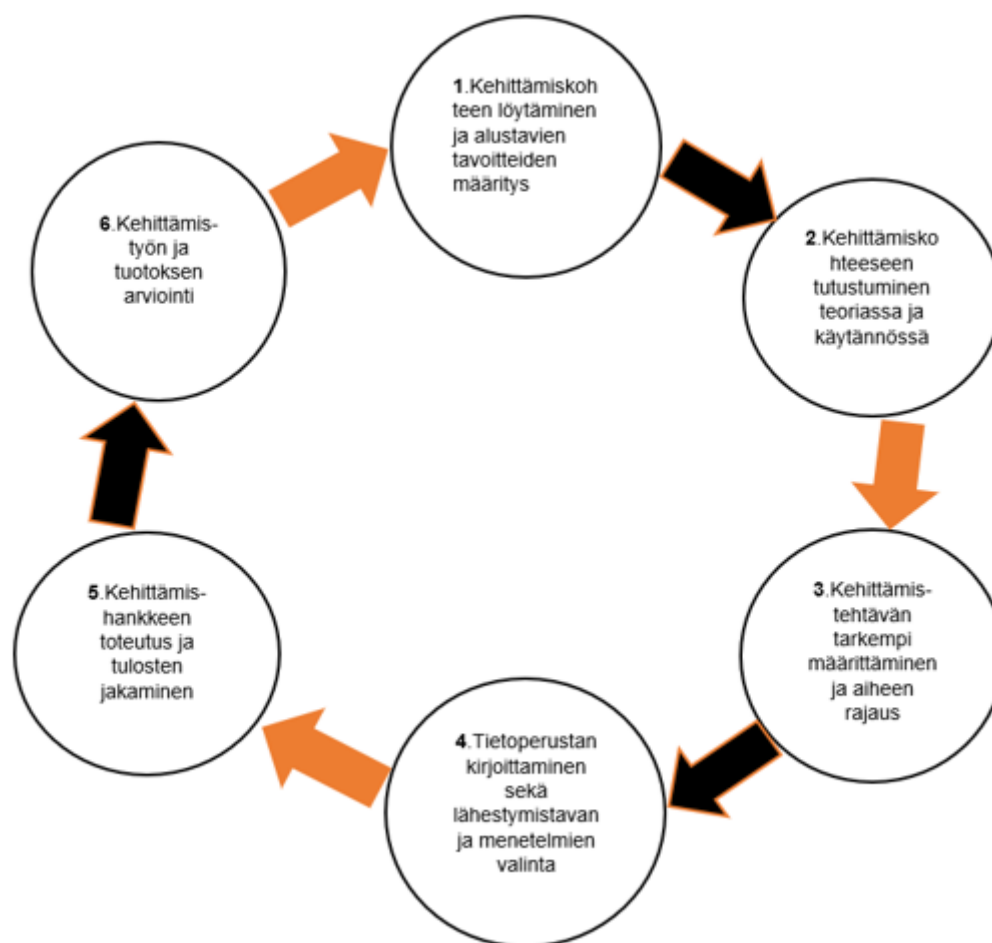 1.Kehittämiskoh
teen löytäminen
ja alustavien
tavoitteiden
määritys
2.Kehittämisko
hteeseen
tutustuminen
teoriassa ja
käytännössä
3.Kehittämis-
tehtävän
tarkempi
määrittäminen
ja aiheen
rajaus
4.Tietoperustan
kirjoittaminen
sekä
lähestymistavan
ja menetelmien
valinta
5.Kehittämis-
hankkeen
toteutus ja
tulosten
jakaminen
6.Kehittämis-
työn ja
tuotoksen
arviointi